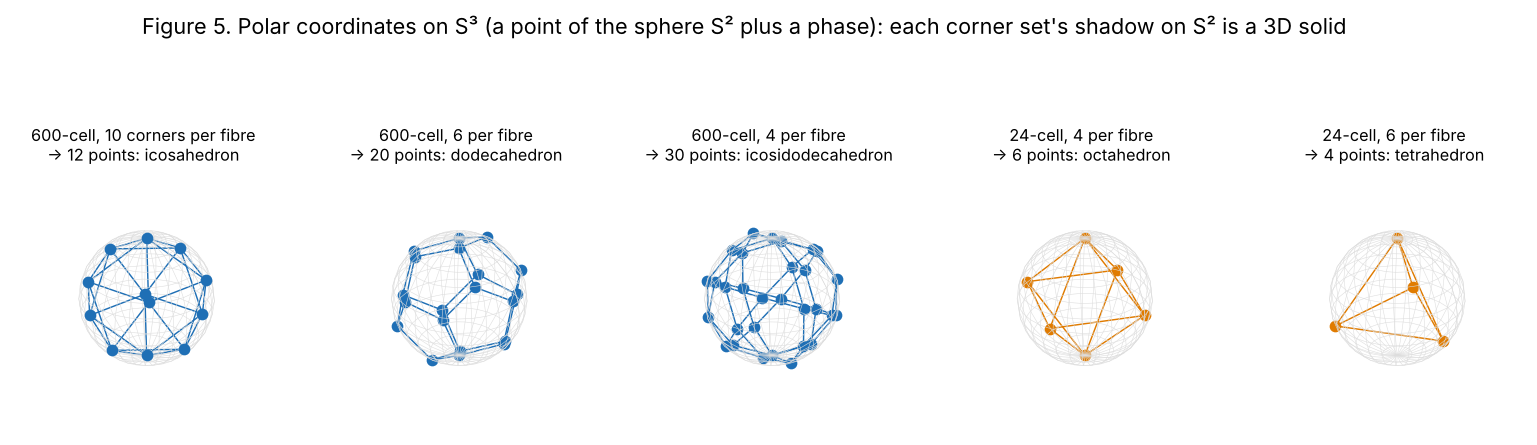 Figure 5. Polar coordinates on S³ (a point of the sphere S² plus a phase): each corner set's shadow on S² is a 3D solid
600-cell, 10 corners per fibre
→ 12 points: icosahedron
600-cell, 6 per fibre
→ 20 points: dodecahedron
600-cell, 4 per fibre
→ 30 points: icosidodecahedron
24-cell, 4 per fibre
→ 6 points: octahedron
24-cell, 6 per fibre
→ 4 points: tetrahedron